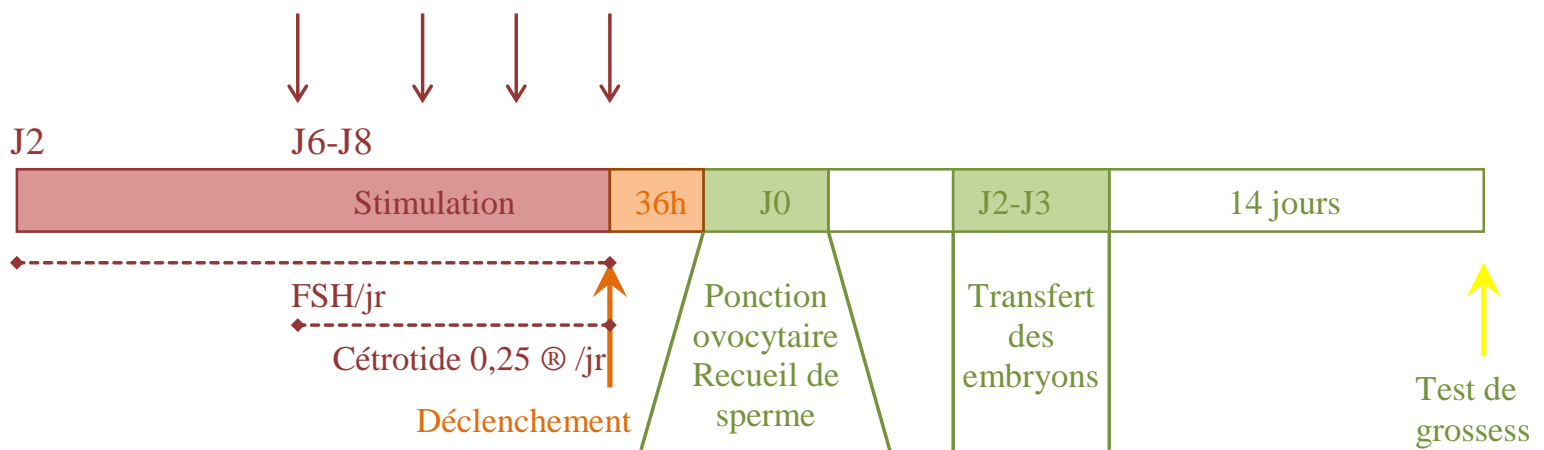 J2
J6-J8
Stimulation
36h
J0
J2-J3
14 jours
FSH/jr
Cétrotide 0,25 ® /jr
Déclenchement
Ponction
ovocytaire
Recueil de
sperme
Transfert
des
embryons
Test de
grossess